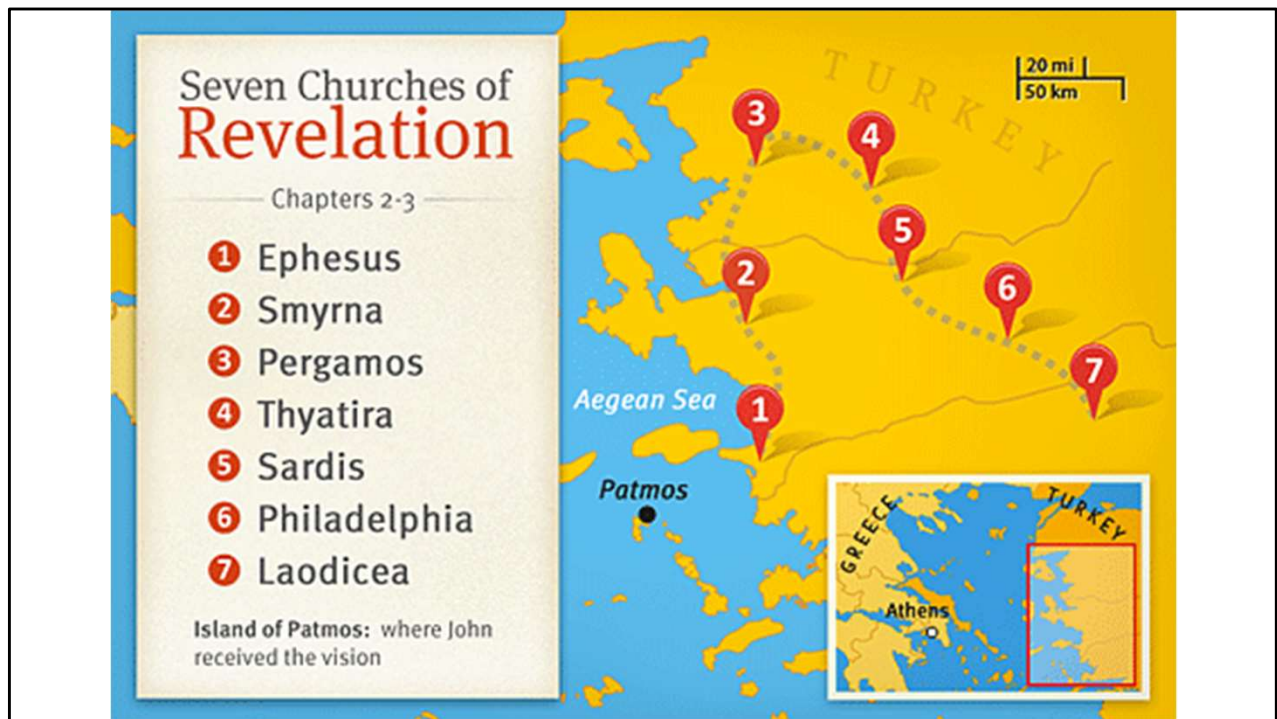 Seven Churches of
Revelation
Chapters 2-3
1 Ephesus
2 Smyrna
3 Pergamos
4 Thyatira
5 Sardis
6 Philadelphia
7 Laodicea
Island of Patmos: where John
received the vision
TURKEY
20 mi
50 km
3
4
5
2
6
7
1
Aegean Sea
Patmos
GREECE
TURKEY
Athens